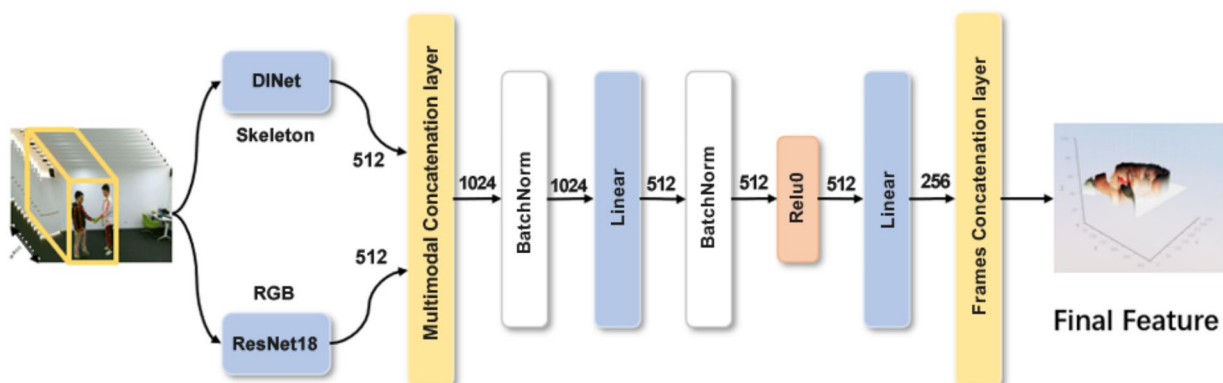 DINet
Skeleton
512
512
RGB
ResNet18
Multimodal Concatenation layer
1024
BatchNorm
1024
Linear
512
BatchNorm
512
Relu0
512
Linear
256
Frames Concatenation layer
Final Feature